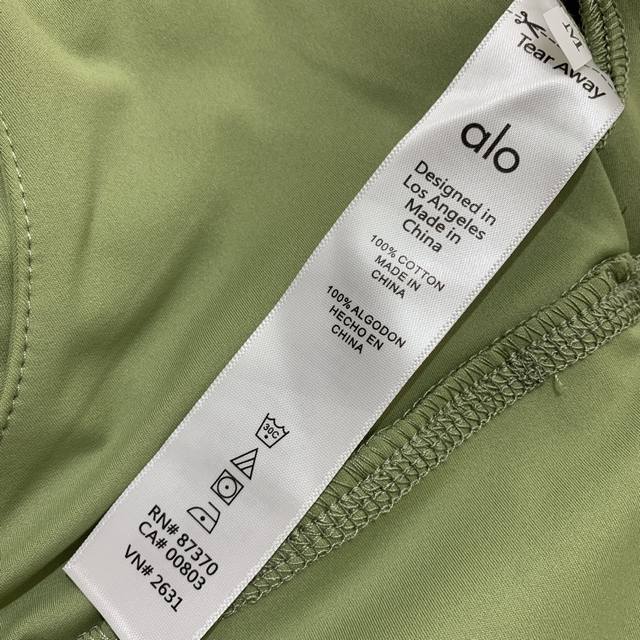 Tear Away
alo
Designed in
Los Angeles
Made in
China
100% COTTON
MADE IN
CHINA
100% ALGODON
HECHO EN
CHINA
30C
RN# 87370
CA# 00803
VN# 2631